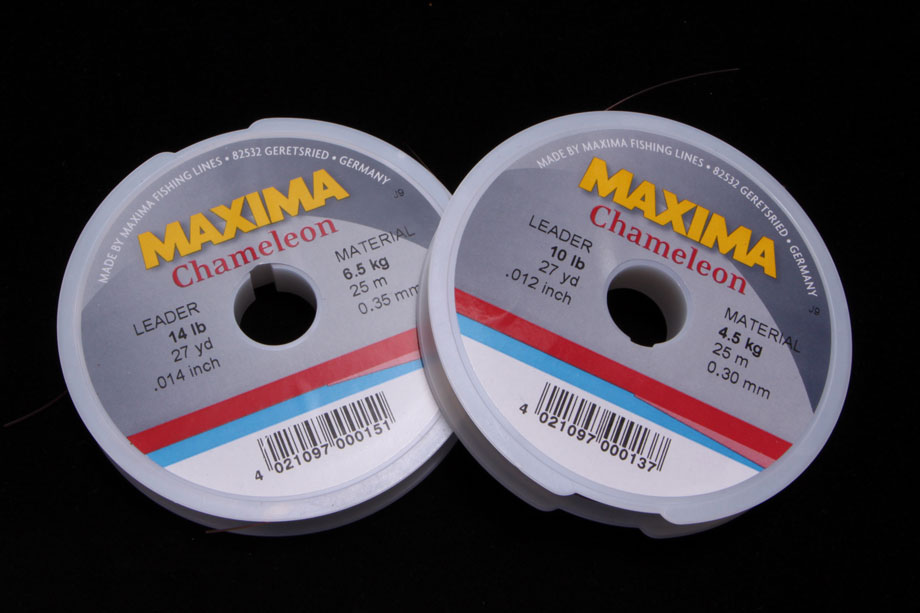 MADE BY MAXIMA FISHING LINES • 82532 GERETSRIED • GERMANY
J9
MAXIMA
Chameleon
LEADER
14 lb
27 yd
.014 inch
MATERIAL
6.5 kg
25 m
0.35 mm
4 021097 000151
MADE BY MAXIMA FISHING LINES • 82532 GERETSRIED • GERMANY
J9
MAXIMA
Chameleon
LEADER
10 lb
27 yd
.012 inch
MATERIAL
4.5 kg
25 m
0.30 mm
4 021097 000137